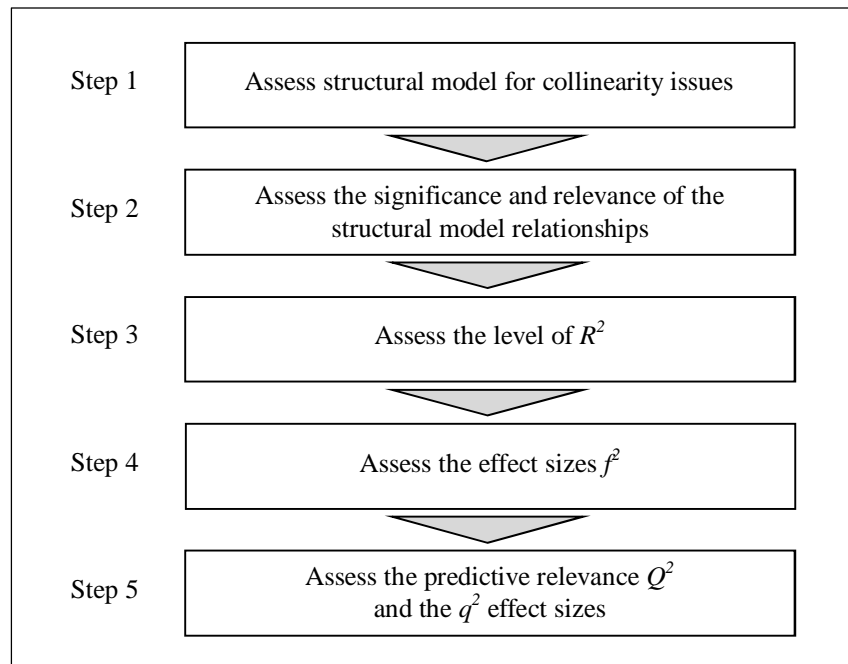 Step 1
Assess structural model for collinearity issues
Step 2
Assess the significance and relevance of the
structural model relationships
Step 3
Assess the level of R²
Step 4
Assess the effect sizes f²
Step 5
Assess the predictive relevance Q²
and the q² effect sizes